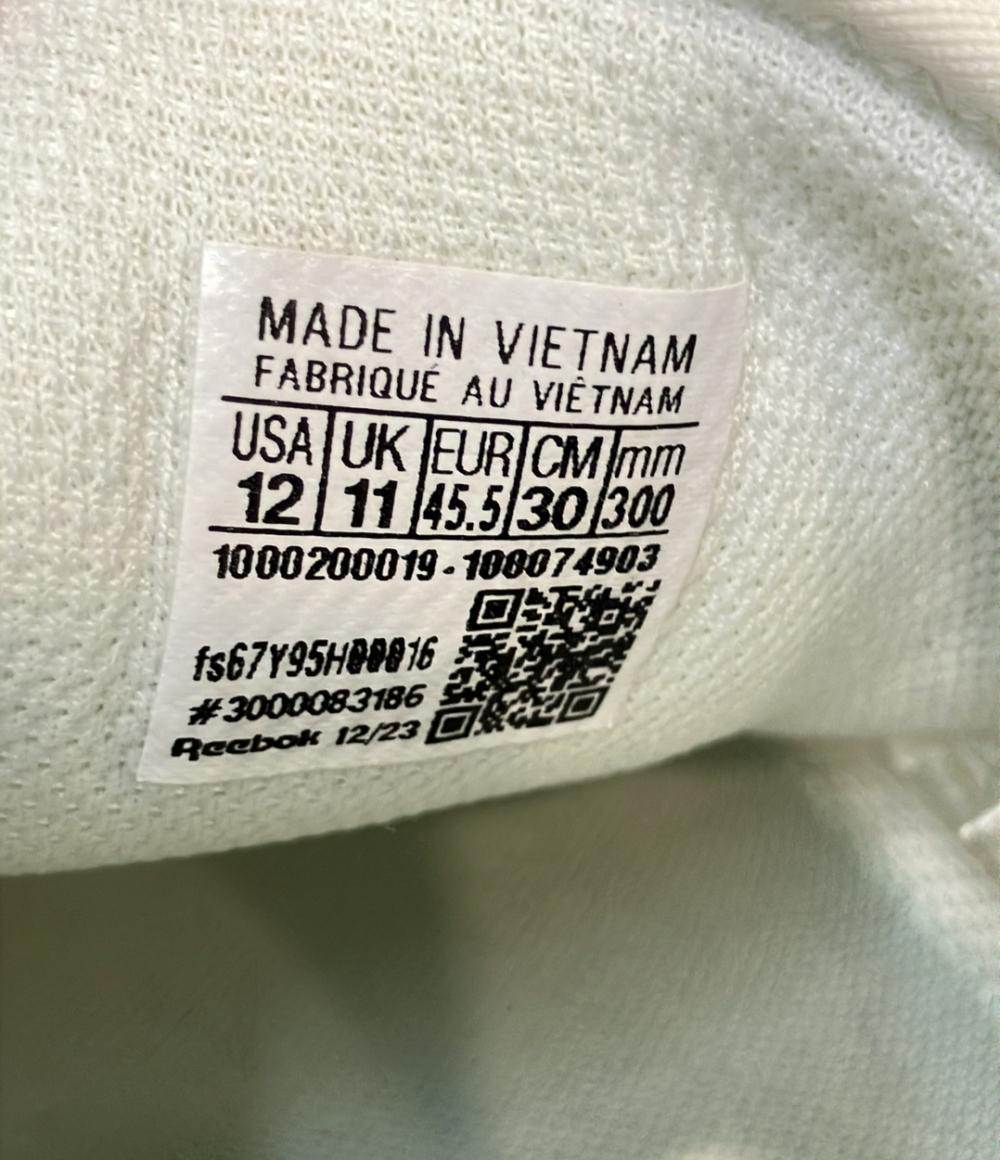 MADE IN VIETNAM
FABRIQUÉ AU VIÊTNAM
USA UK EUR CM mm
12 11 45.5 30 300
1000200019 - 100074903
#3000083186
Reebok 12/23